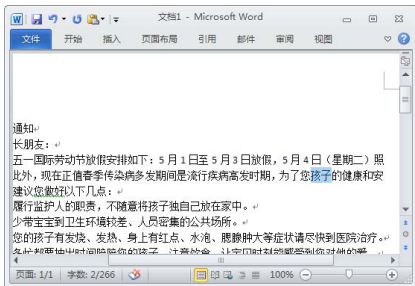 文档1 - Microsoft Word
文件 开始 插入 页面布局 引用 邮件 审阅 视图
通知
长朋友：
五一国际劳动节放假安排如下：5 月 1 日至 5 月 3 日放假，5 月 4 日（星期二）照
此外，现在正值春季传染病多发期间是流行疾病高发时期，为了您孩子的健康和安
建议您做好以下几点：
履行监护人的职责，不随意将孩子独自己放在家中。
少带宝宝到卫生环境较差、人员密集的公共场所。
您的孩子有发烧、发热、身上有红点、水泡、腮腺肿大等症状请尽快到医院治疗。
页面: 1/1 字数: 2/266 100%